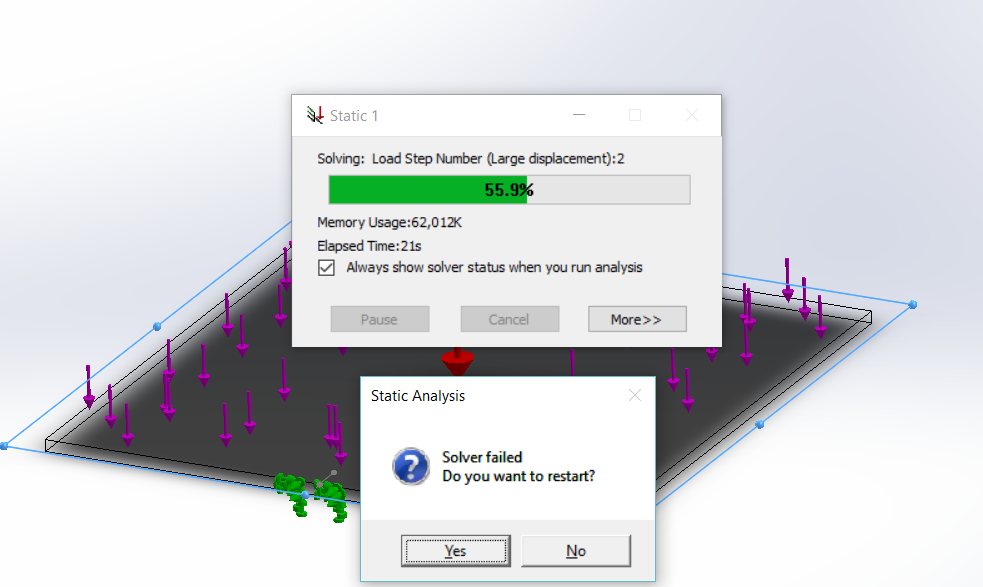 Static 1
Solving: Load Step Number (Large displacement):2
55.9%
Memory Usage:62,012K
Elapsed Time:21s
Always show solver status when you run analysis
Pause Cancel More>>
Static Analysis
Solver failed
Do you want to restart?
Yes No